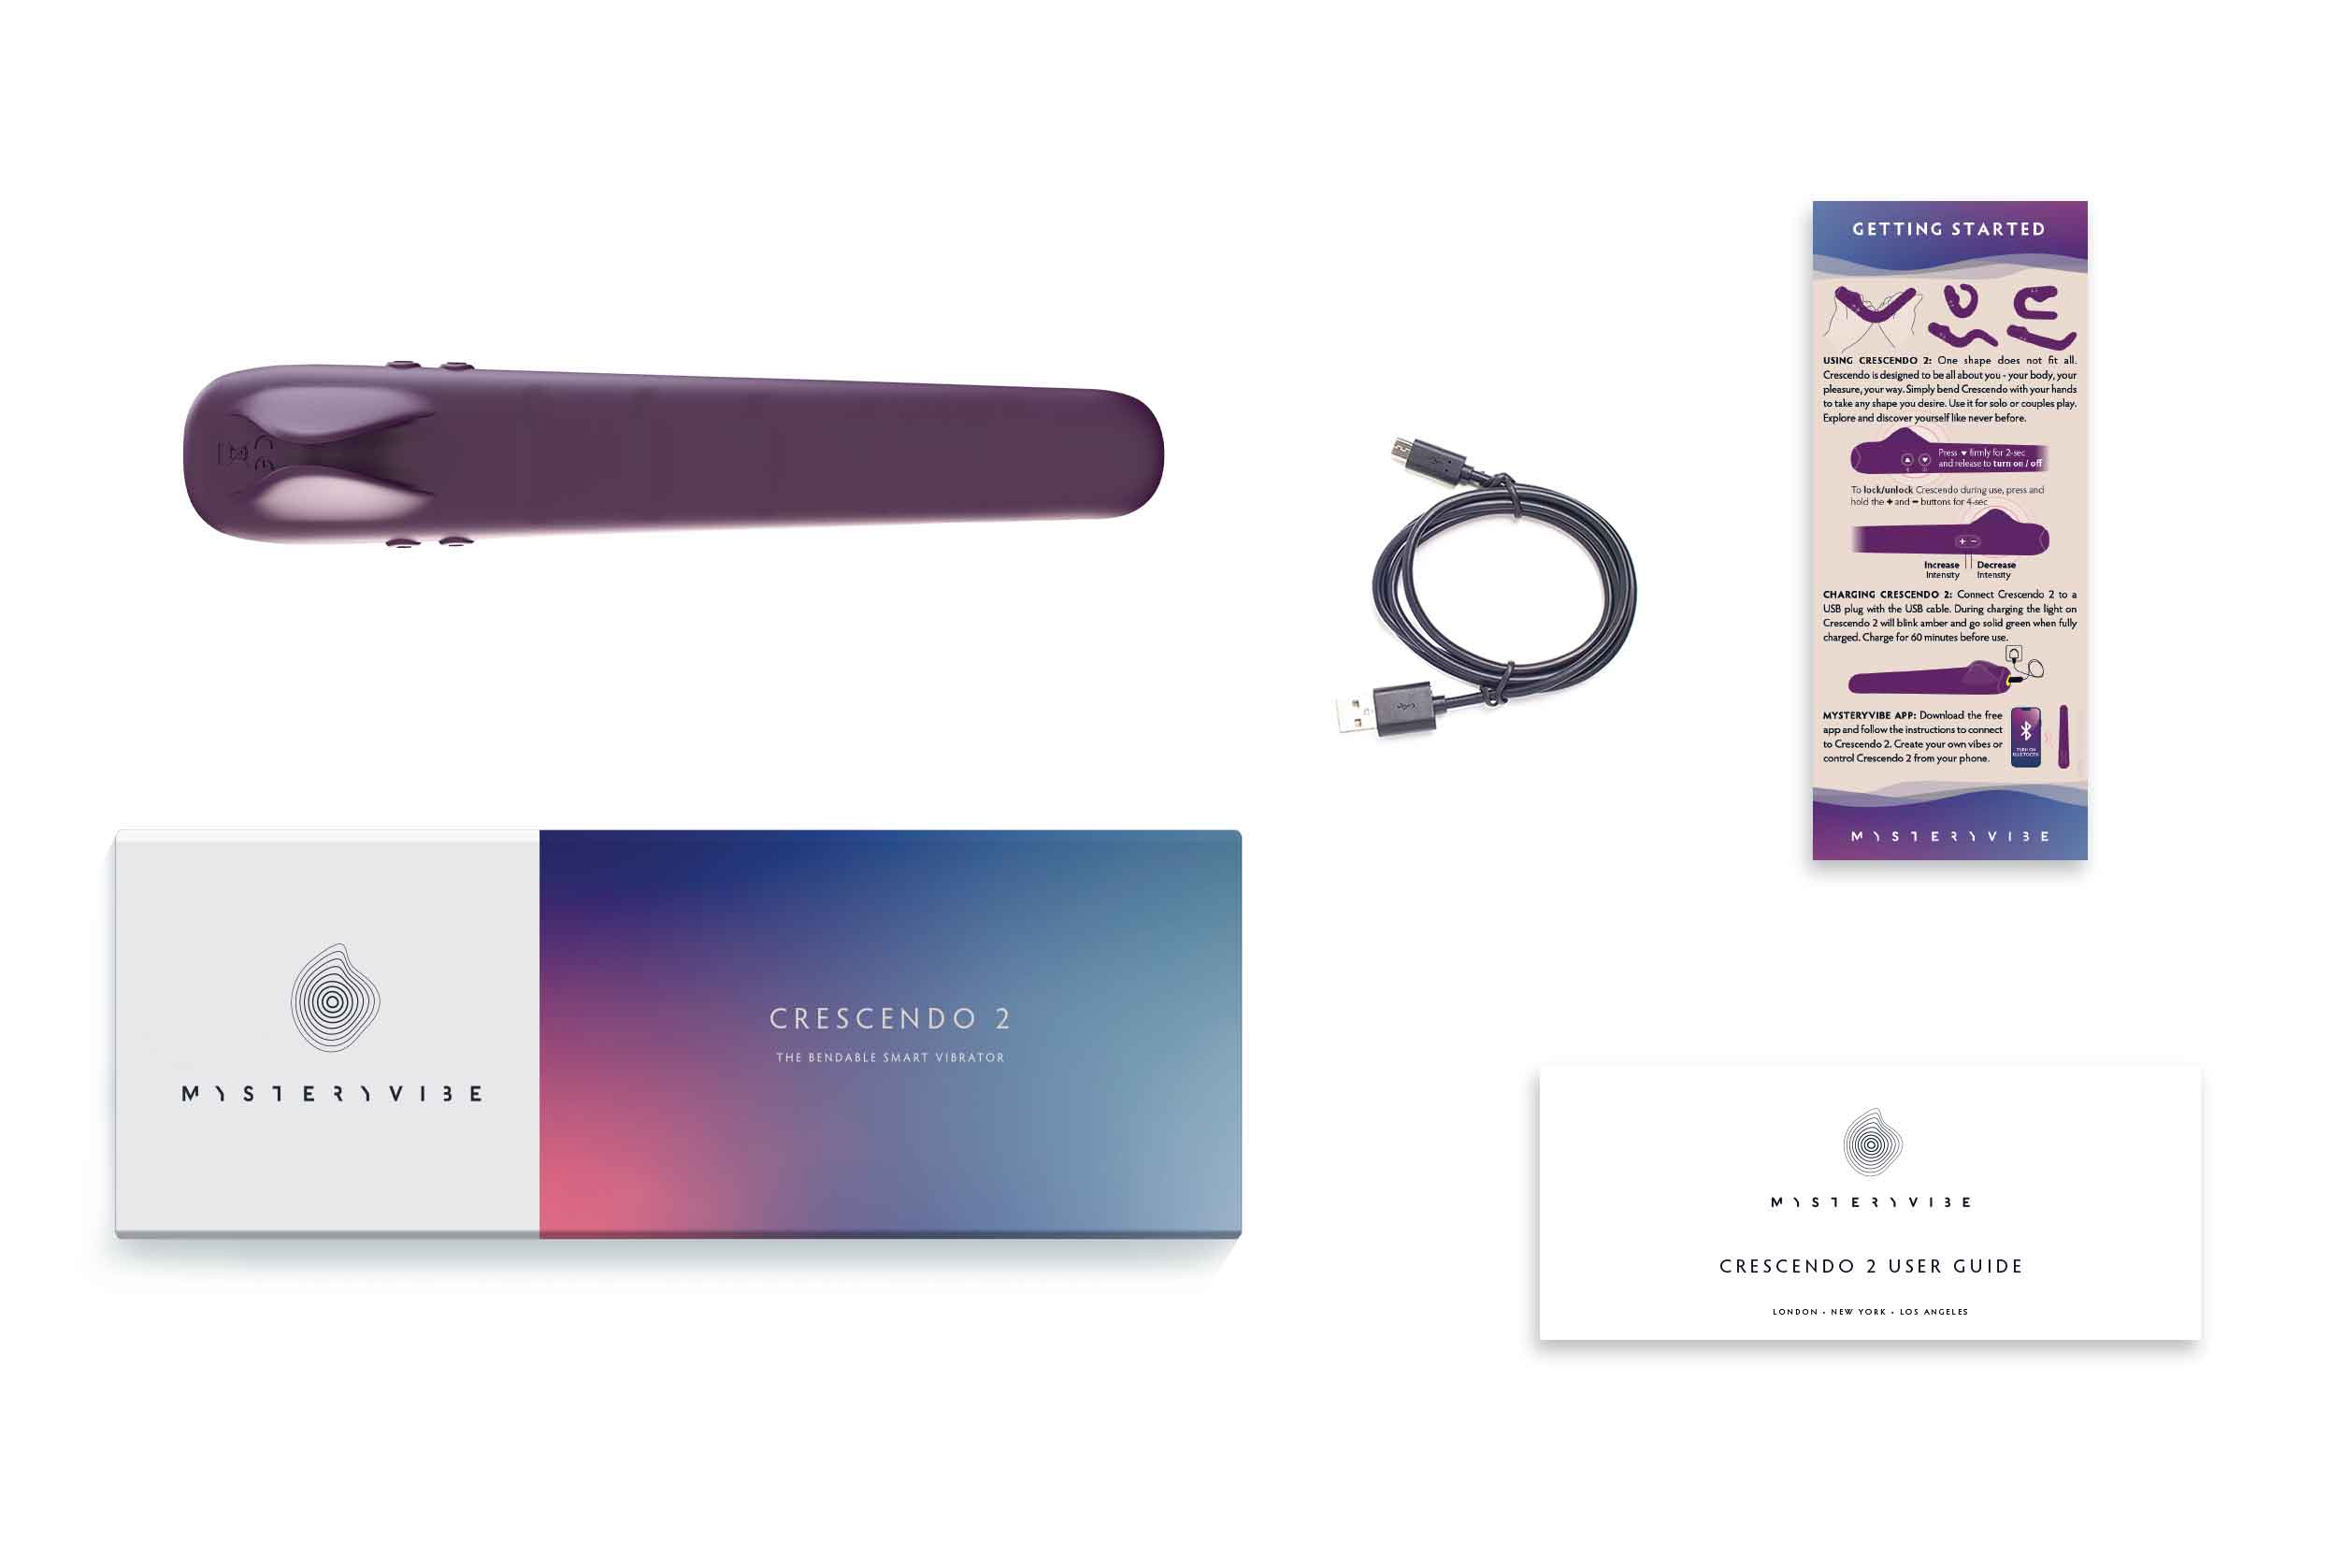 CE
GETTING STARTED
USING CRESCENDO 2: One shape does not fit all.
Crescendo is designed to be all about you - your body, your
pleasure, your way. Simply bend Crescendo with your hands
to take any shape you desire. Use it for solo or couples play.
Explore and discover yourself like never before.
Press ▼ firmly for 2-sec
and release to turn on / off
To lock/unlock Crescendo during use, press and
hold the + and − buttons for 4-sec
+ −
Increase Decrease
Intensity Intensity
CHARGING CRESCENDO 2: Connect Crescendo 2 to a
USB plug with the USB cable. During charging the light on
Crescendo 2 will blink amber and go solid green when fully
charged. Charge for 60 minutes before use.
MYSTERYVIBE APP: Download the free
app and follow the instructions to connect
to Crescendo 2. Create your own vibes or
control Crescendo 2 from your phone.
TURN ON
BLUETOOTH
MYSTERYVIBE
MYSTERYVIBE
CRESCENDO 2
THE BENDABLE SMART VIBRATOR
MYSTERYVIBE
CRESCENDO 2 USER GUIDE
LONDON • NEW YORK • LOS ANGELES